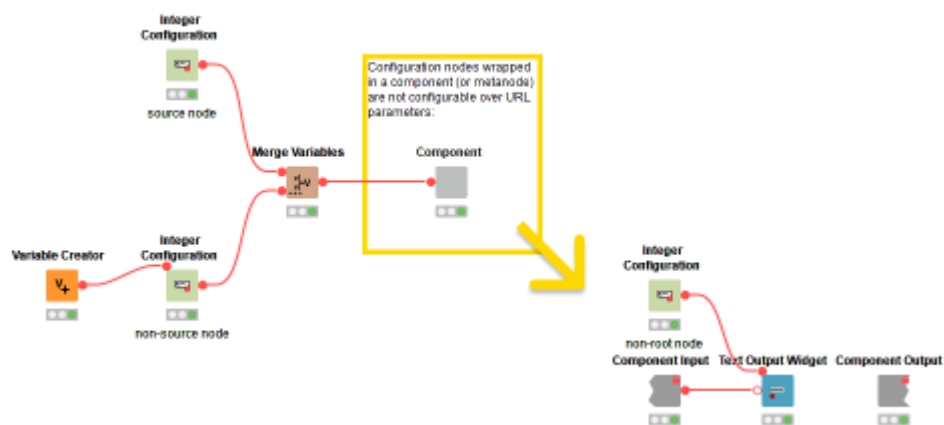 Integer
Configuration
source node
Configuration nodes wrapped
in a component (or metanode)
are not configurable over URL
parameters:
Merge Variables
Component
Variable Creator
Integer
Configuration
non-source node
Integer
Configuration
non-root node
Component Input
Text Output Widget
Component Output